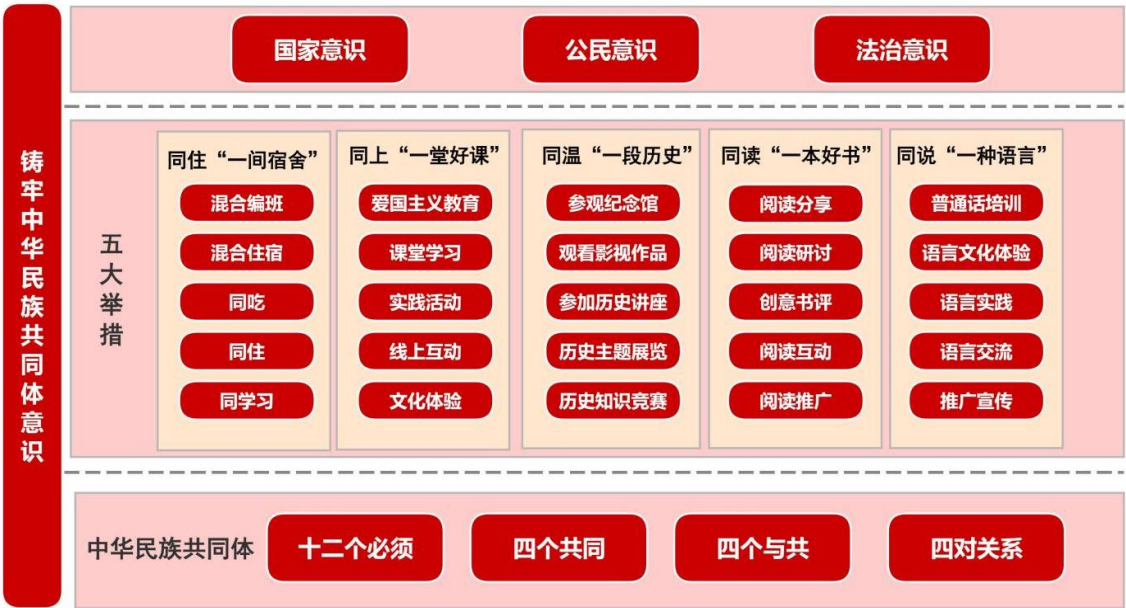 铸牢中华民族共同体意识
国家意识
公民意识
法治意识
五大举措
同住“一间宿舍”
混合编班
混合住宿
同吃
同住
同学习
同上“一堂好课”
爱国主义教育
课堂学习
实践活动
线上互动
文化体验
同温“一段历史”
参观纪念馆
观看影视作品
参加历史讲座
历史主题展览
历史知识竞赛
同读“一本好书”
阅读分享
阅读研讨
创意书评
阅读互动
阅读推广
同说“一种语言”
普通话培训
语言文化体验
语言实践
语言交流
推广宣传
中华民族共同体
十二个必须
四个共同
四个与共
四对关系